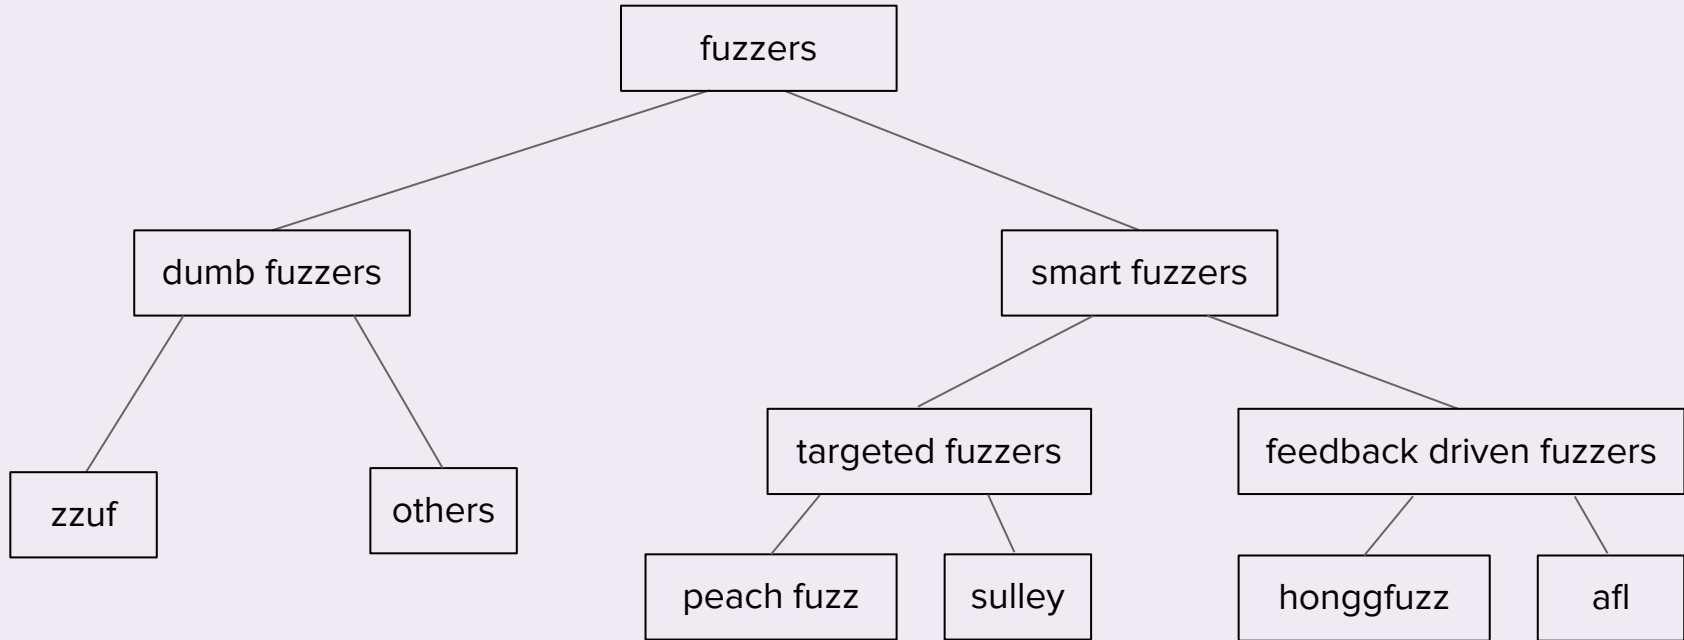 fuzzers
dumb fuzzers
smart fuzzers
targeted fuzzers
feedback driven fuzzers
zzuf
others
peach fuzz
sulley
honggfuzz
afl